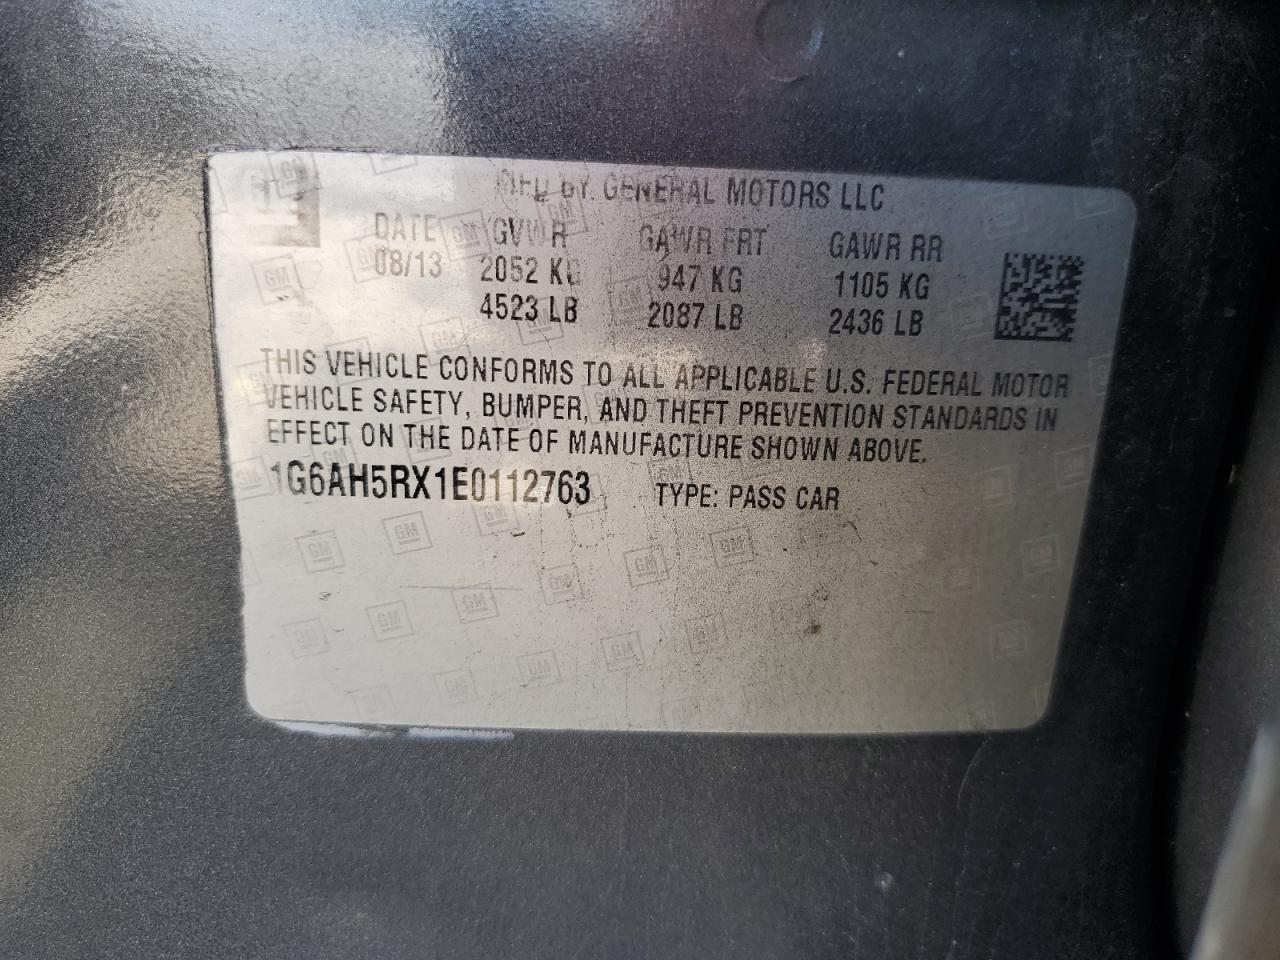 MFD BY. GENERAL MOTORS LLC
DATE GVWR GAWR FRT GAWR RR
08/13 2052 KG 947 KG 1105 KG
4523 LB 2087 LB 2436 LB
THIS VEHICLE CONFORMS TO ALL APPLICABLE U.S. FEDERAL MOTOR
VEHICLE SAFETY, BUMPER, AND THEFT PREVENTION STANDARDS IN
EFFECT ON THE DATE OF MANUFACTURE SHOWN ABOVE.
1G6AH5RX1E0112763 TYPE: PASS CAR